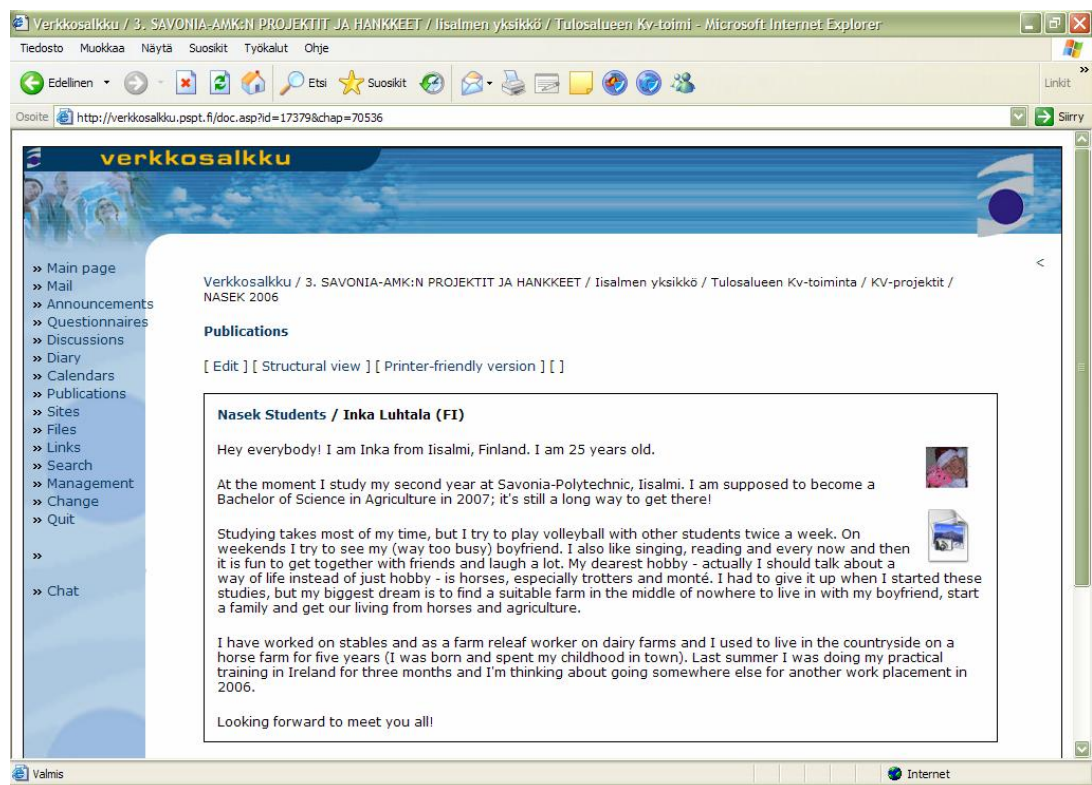 Verkkosalkku / 3. SAVONIA-AMK:N PROJEKTIT JA HANKKEET / Iisalmen yksikkö / Tulosalueen Kv-toimi - Microsoft Internet Explorer
Tiedosto Muokkaa Näytä Suosikit Työkalut Ohje
Edellinen Etsi Suosikit Linkit »
Osoite http://verkkosalkku.pspt.fi/doc.asp?id=17379&chap=70536 Siirry
verkkosalkku
<
» Main page
» Mail
» Announcements
» Questionnaires
» Discussions
» Diary
» Calendars
» Publications
» Sites
» Files
» Links
» Search
» Management
» Change
» Quit
»
» Chat
Verkkosalkku / 3. SAVONIA-AMK:N PROJEKTIT JA HANKKEET / Iisalmen yksikkö / Tulosalueen Kv-toiminta / KV-projektit /
NASEK 2006
Publications
[ Edit ] [ Structural view ] [ Printer-friendly version ] [ ]
Nasek Students / Inka Luhtala (FI)
Hey everybody! I am Inka from Iisalmi, Finland. I am 25 years old.
At the moment I study my second year at Savonia-Polytechnic, Iisalmi. I am supposed to become a
Bachelor of Science in Agriculture in 2007; it's still a long way to get there!
Studying takes most of my time, but I try to play volleyball with other students twice a week. On
weekends I try to see my (way too busy) boyfriend. I also like singing, reading and every now and then
it is fun to get together with friends and laugh a lot. My dearest hobby - actually I should talk about a
way of life instead of just hobby - is horses, especially trotters and monté. I had to give it up when I started these
studies, but my biggest dream is to find a suitable farm in the middle of nowhere to live in with my boyfriend, start
a family and get our living from horses and agriculture.
I have worked on stables and as a farm releaf worker on dairy farms and I used to live in the countryside on a
horse farm for five years (I was born and spent my childhood in town). Last summer I was doing my practical
training in Ireland for three months and I'm thinking about going somewhere else for another work placement in
2006.
Looking forward to meet you all!
Valmis Internet